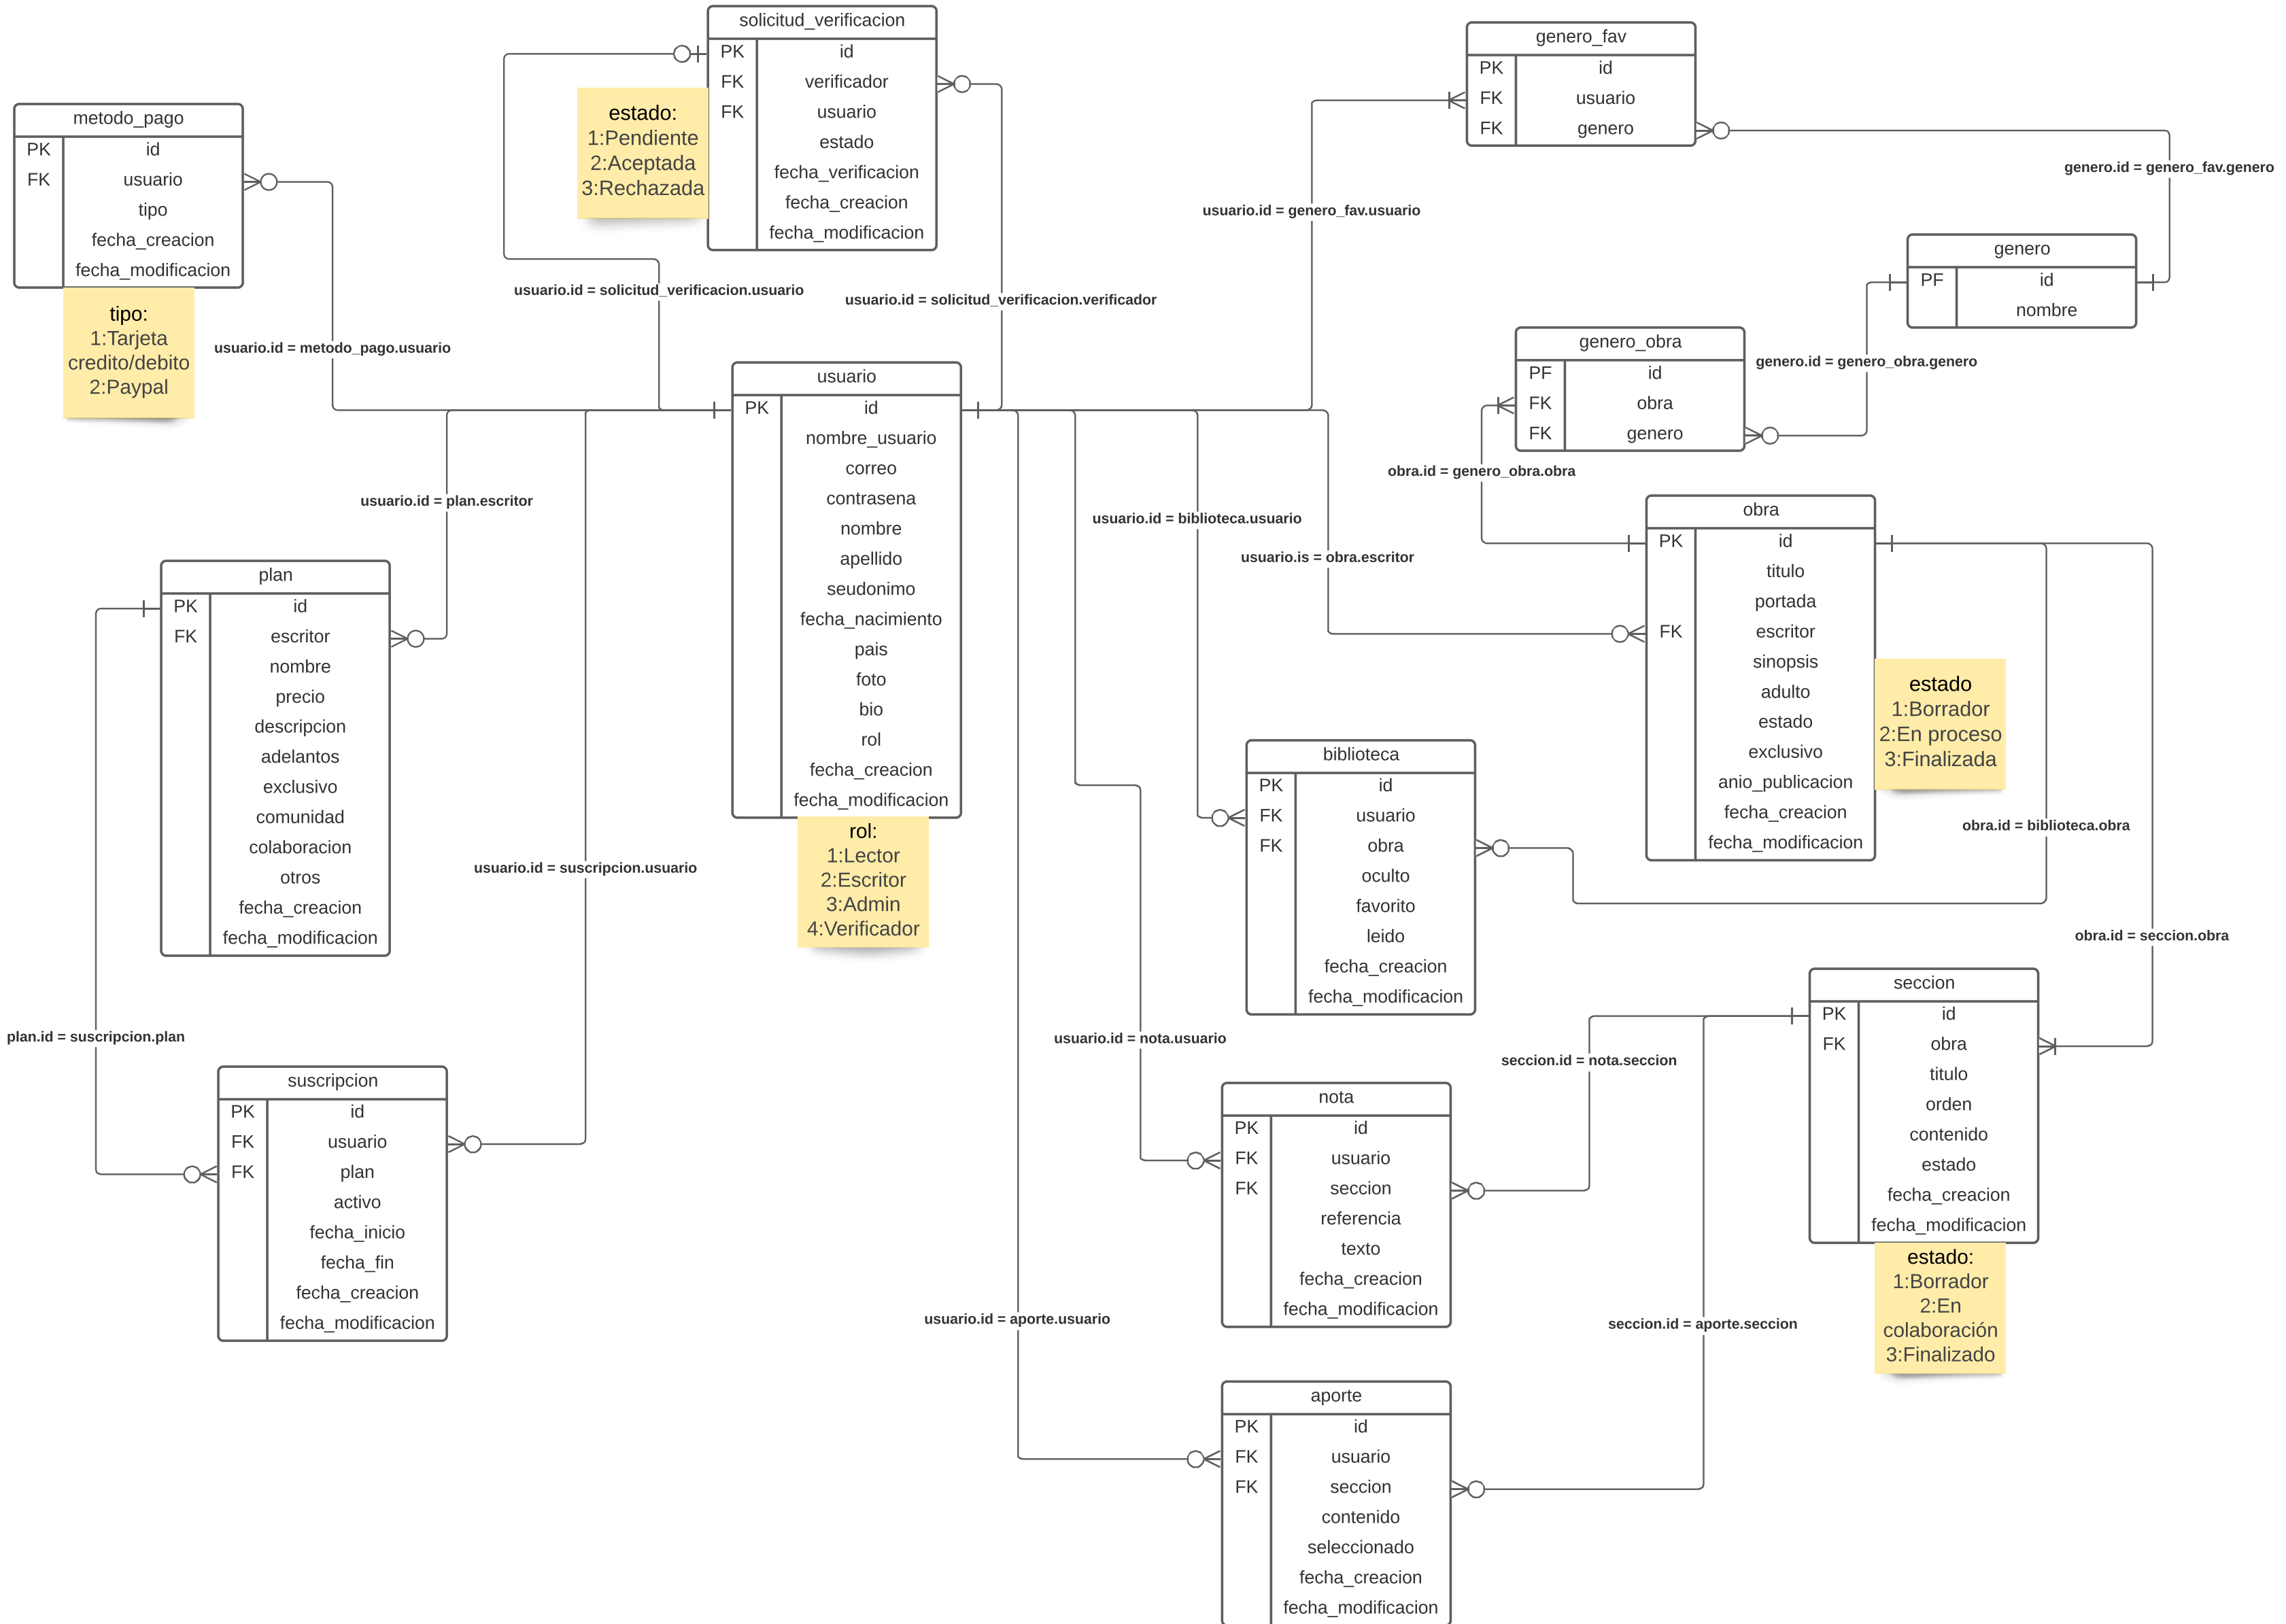 solicitud_verificacion
PK id
FK verificador
FK usuario
estado
fecha_verificacion
fecha_creacion
fecha_modificacion
estado:
1:Pendiente
2:Aceptada
3:Rechazada
genero_fav
PK id
FK usuario
FK genero
metodo_pago
PK id
FK usuario
tipo
fecha_creacion
fecha_modificacion
tipo:
1:Tarjeta
credito/debito
2:Paypal
genero.id = genero_fav.genero
usuario.id = genero_fav.usuario
usuario.id = solicitud_verificacion.usuario
usuario.id = solicitud_verificacion.verificador
usuario.id = metodo_pago.usuario
genero
PF id
nombre
genero_obra
PF id
FK obra
FK genero
genero.id = genero_obra.genero
obra.id = genero_obra.obra
usuario
PK id
nombre_usuario
correo
contrasena
nombre
apellido
seudonimo
fecha_nacimiento
pais
foto
bio
rol
fecha_creacion
fecha_modificacion
rol:
1:Lector
2:Escritor
3:Admin
4:Verificador
usuario.id = plan.escritor
usuario.id = biblioteca.usuario
usuario.is = obra.escritor
obra
PK id
titulo
portada
FK escritor
sinopsis
adulto
estado
exclusivo
anio_publicacion
fecha_creacion
fecha_modificacion
estado
1:Borrador
2:En proceso
3:Finalizada
plan
PK id
FK escritor
nombre
precio
descripcion
adelantos
exclusivo
comunidad
colaboracion
otros
fecha_creacion
fecha_modificacion
usuario.id = suscripcion.usuario
biblioteca
PK id
FK usuario
FK obra
oculto
favorito
leido
fecha_creacion
fecha_modificacion
obra.id = biblioteca.obra
obra.id = seccion.obra
plan.id = suscripcion.plan
usuario.id = nota.usuario
seccion.id = nota.seccion
seccion
PK id
FK obra
titulo
orden
contenido
estado
fecha_creacion
fecha_modificacion
estado:
1:Borrador
2:En
colaboración
3:Finalizado
suscripcion
PK id
FK usuario
FK plan
activo
fecha_inicio
fecha_fin
fecha_creacion
fecha_modificacion
nota
PK id
FK usuario
FK seccion
referencia
texto
fecha_creacion
fecha_modificacion
usuario.id = aporte.usuario
seccion.id = aporte.seccion
aporte
PK id
FK usuario
FK seccion
contenido
seleccionado
fecha_creacion
fecha_modificacion